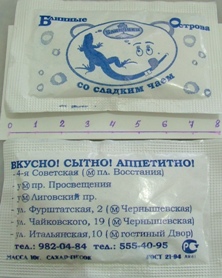 Блинные Острова
СО СЛАДКИМ ЧАЕМ
0 1 2 3 4 5 6 7 8
ВКУСНО! СЫТНО! АППЕТИТНО!
- 4-я Советская (М пл. Восстания)
- у М пр. Просвещения
- у М Лиговский пр.
- ул. Фурштатская, 2 (М Чернышевская)
- ул. Чайковского, 19 (М Чернышевская)
- ул. Итальянская,10 (М гостиный Двор)
тел.: 982-04-84 тел.: 555-40-95
МАССА 10г. САХАР-ПЕСОК ГОСТ 21-94